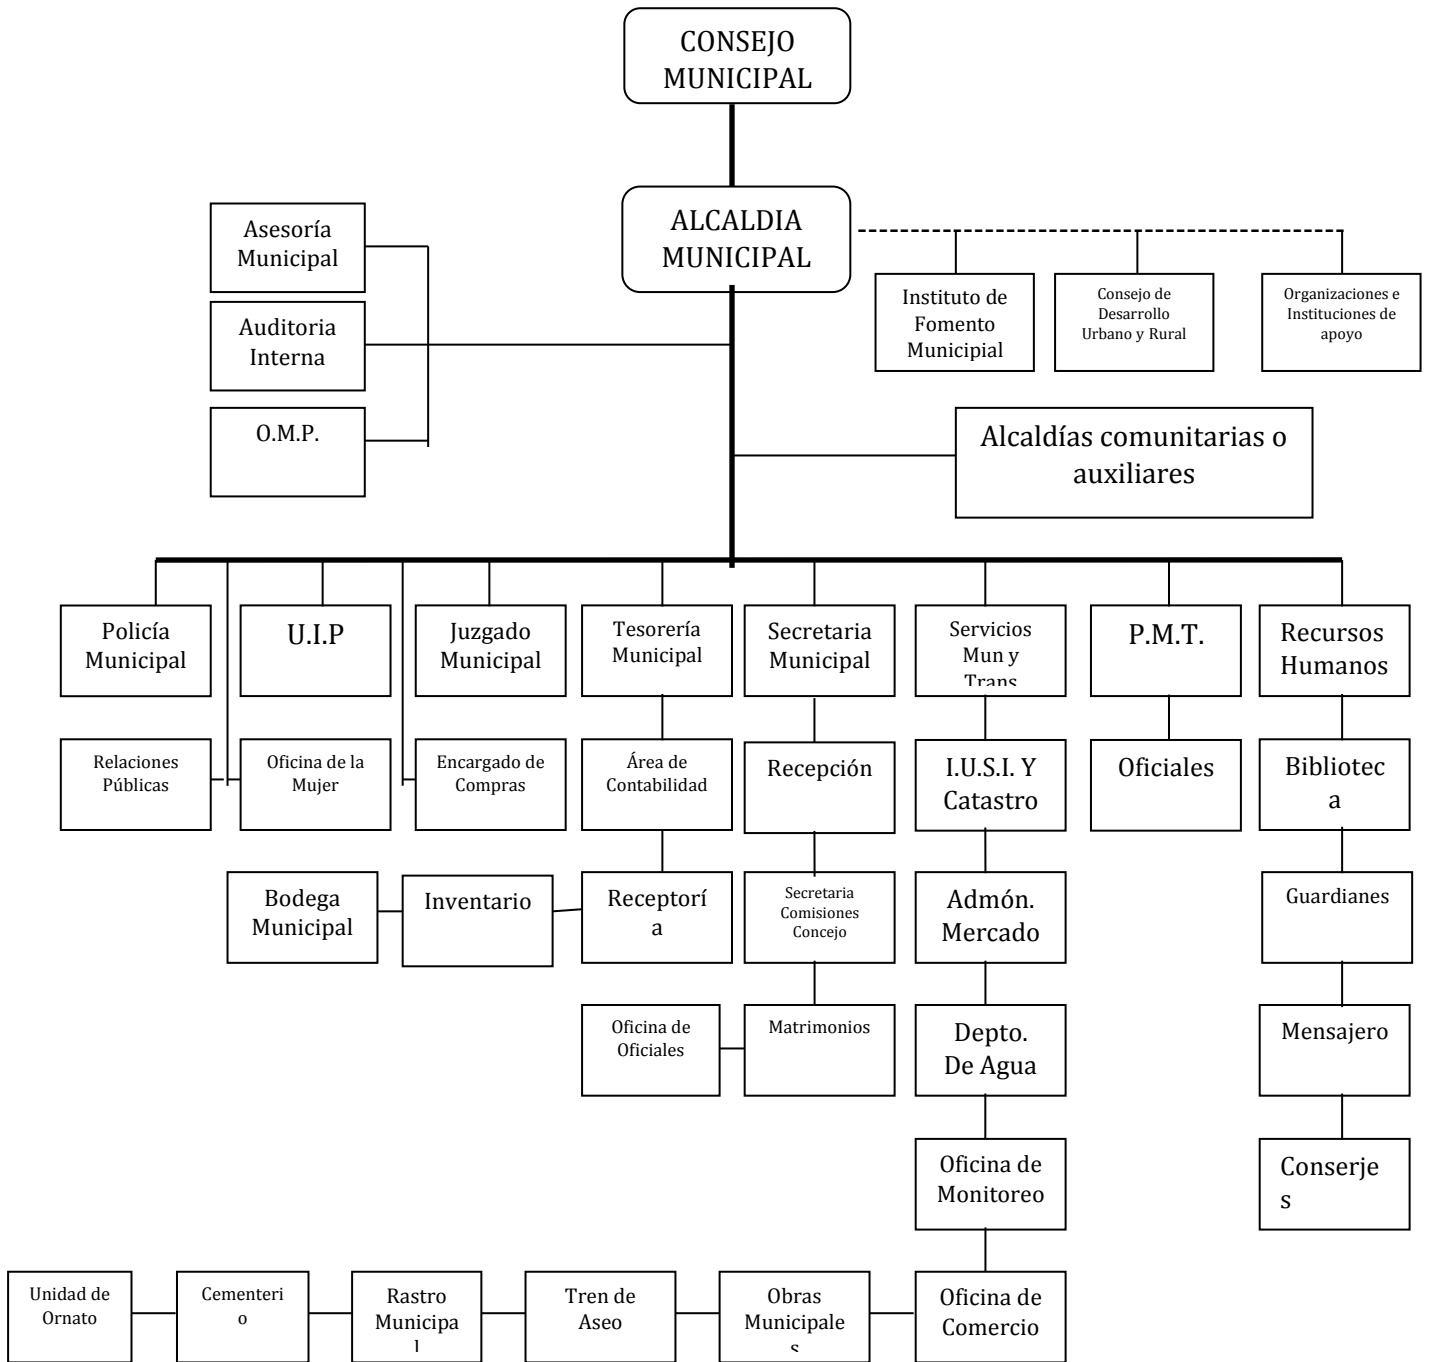 CONSEJO
MUNICIPAL
ALCALDIA
MUNICIPAL
Asesoría
Municipal
Auditoria
Interna
O.M.P.
Instituto de
Fomento
Municipial
Consejo de
Desarrollo
Urbano y Rural
Organizaciones e
Instituciones de
apoyo
Alcaldías comunitarias o
auxiliares
Policía
Municipal
U.I.P
Juzgado
Municipal
Tesorería
Municipal
Secretaria
Municipal
Servicios
Mun y
Trans
P.M.T.
Recursos
Humanos
Relaciones
Públicas
Oficina de la
Mujer
Encargado de
Compras
Área de
Contabilidad
Recepción
I.U.S.I. Y
Catastro
Oficiales
Bibliotec
a
Bodega
Municipal
Inventario
Receptorí
a
Secretaria
Comisiones
Concejo
Admón.
Mercado
Guardianes
Oficina de
Oficiales
Matrimonios
Depto.
De Agua
Mensajero
Oficina de
Monitoreo
Conserje
s
Unidad de
Ornato
Cementeri
o
Rastro
Municipa
l
Tren de
Aseo
Obras
Municipale
s
Oficina de
Comercio